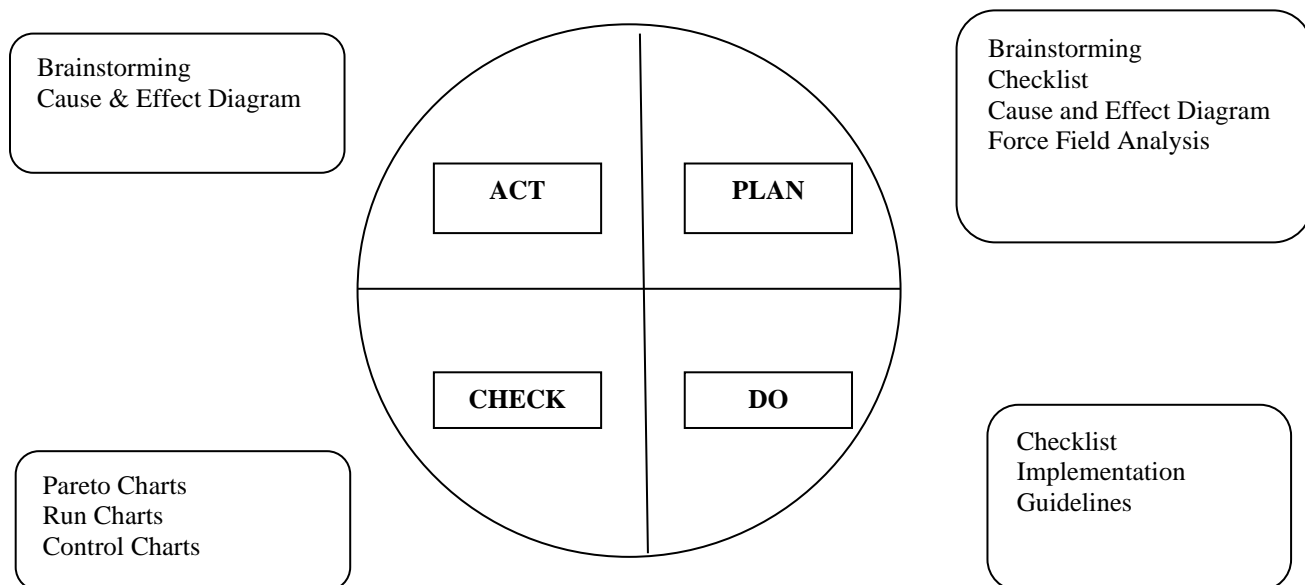 Brainstorming
Cause & Effect Diagram
Brainstorming
Checklist
Cause and Effect Diagram
Force Field Analysis
ACT
PLAN
CHECK
DO
Pareto Charts
Run Charts
Control Charts
Checklist
Implementation
Guidelines